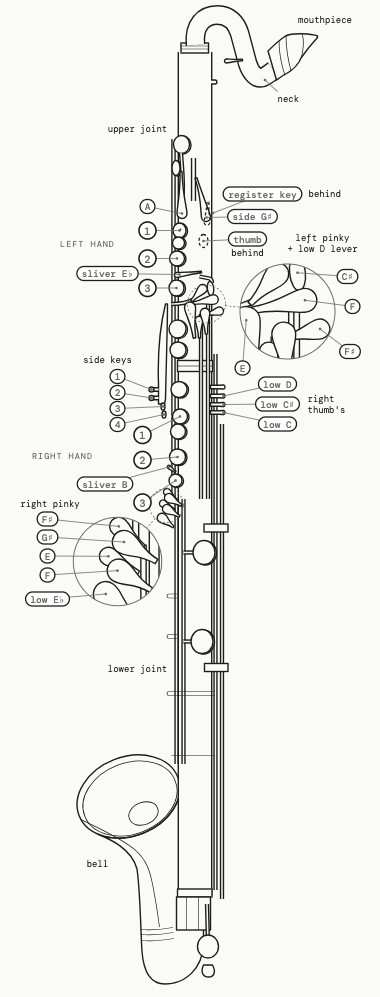 mouthpiece
neck
upper joint
register key behind
A
side G♯
1
thumb
behind
LEFT HAND
left pinky
+ low D lever
2
sliver E♭
C♯
3
F
F♯
side keys
E
1
low D
2
low C♯
right
thumb's
3
low C
4
1
RIGHT HAND
2
sliver B
3
right pinky
F♯
G♯
E
F
low E♭
lower joint
bell